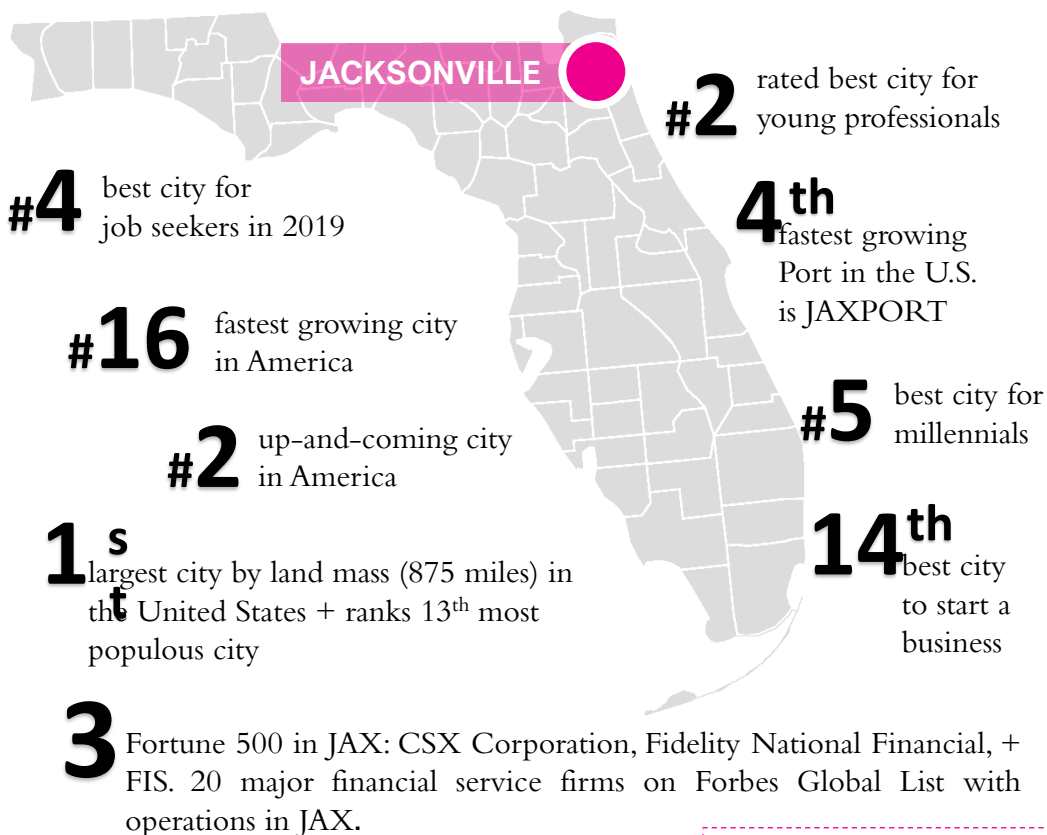 JACKSONVILLE
#2 rated best city for
young professionals
#4 best city for
job seekers in 2019
4th
fastest growing
Port in the U.S.
is JAXPORT
#16 fastest growing city
in America
#5 best city for
millennials
#2 up-and-coming city
in America
1st
largest city by land mass (875 miles) in
the United States + ranks 13th most
populous city
14th
best city
to start a
business
3 Fortune 500 in JAX: CSX Corporation, Fidelity National Financial, +
FIS. 20 major financial service firms on Forbes Global List with
operations in JAX.